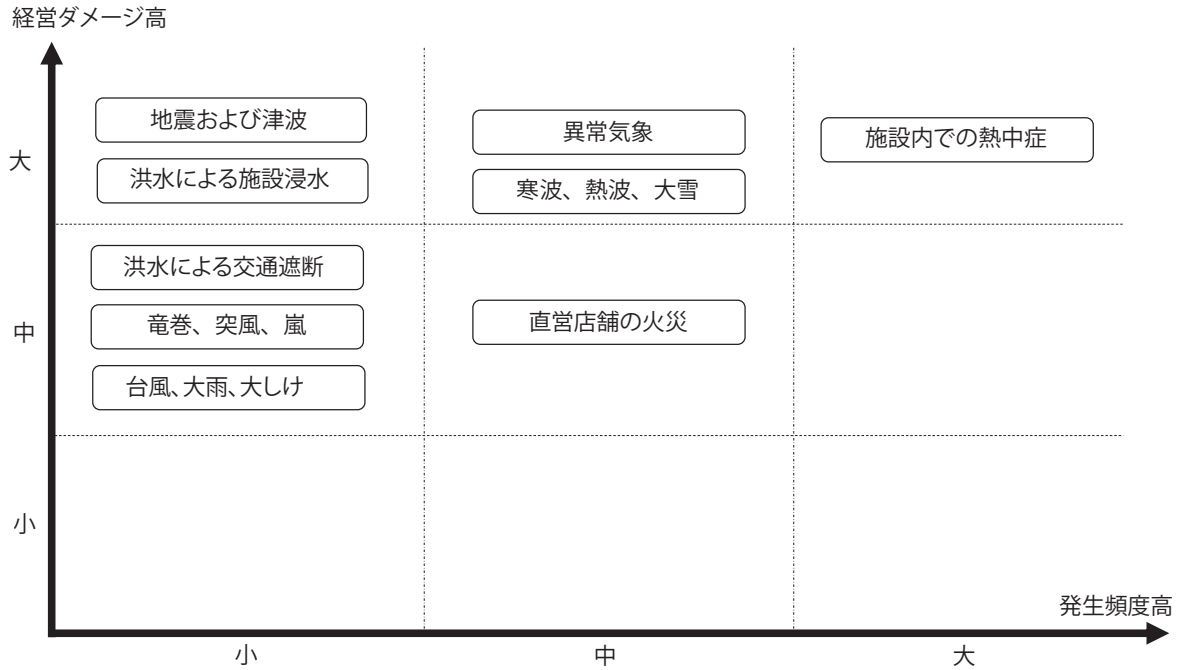 経営ダメージ高
大
地震および津波
洪水による施設浸水
異常気象
寒波、熱波、大雪
施設内での熱中症
中
洪水による交通遮断
竜巻、突風、嵐
台風、大雨、大しけ
直営店舗の火災
小
発生頻度高
小
中
大